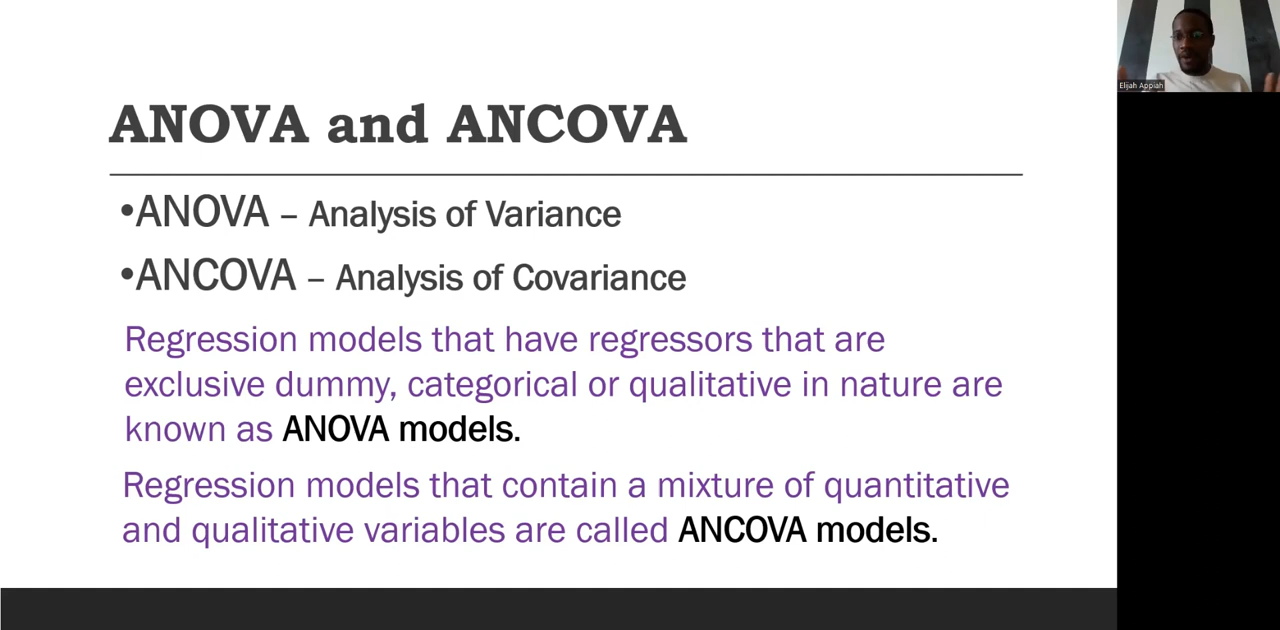 ANOVA and ANCOVA
•ANOVA – Analysis of Variance
•ANCOVA – Analysis of Covariance
Regression models that have regressors that are
exclusive dummy, categorical or qualitative in nature are
known as ANOVA models.
Regression models that contain a mixture of quantitative
and qualitative variables are called ANCOVA models.
Elijah Appiah